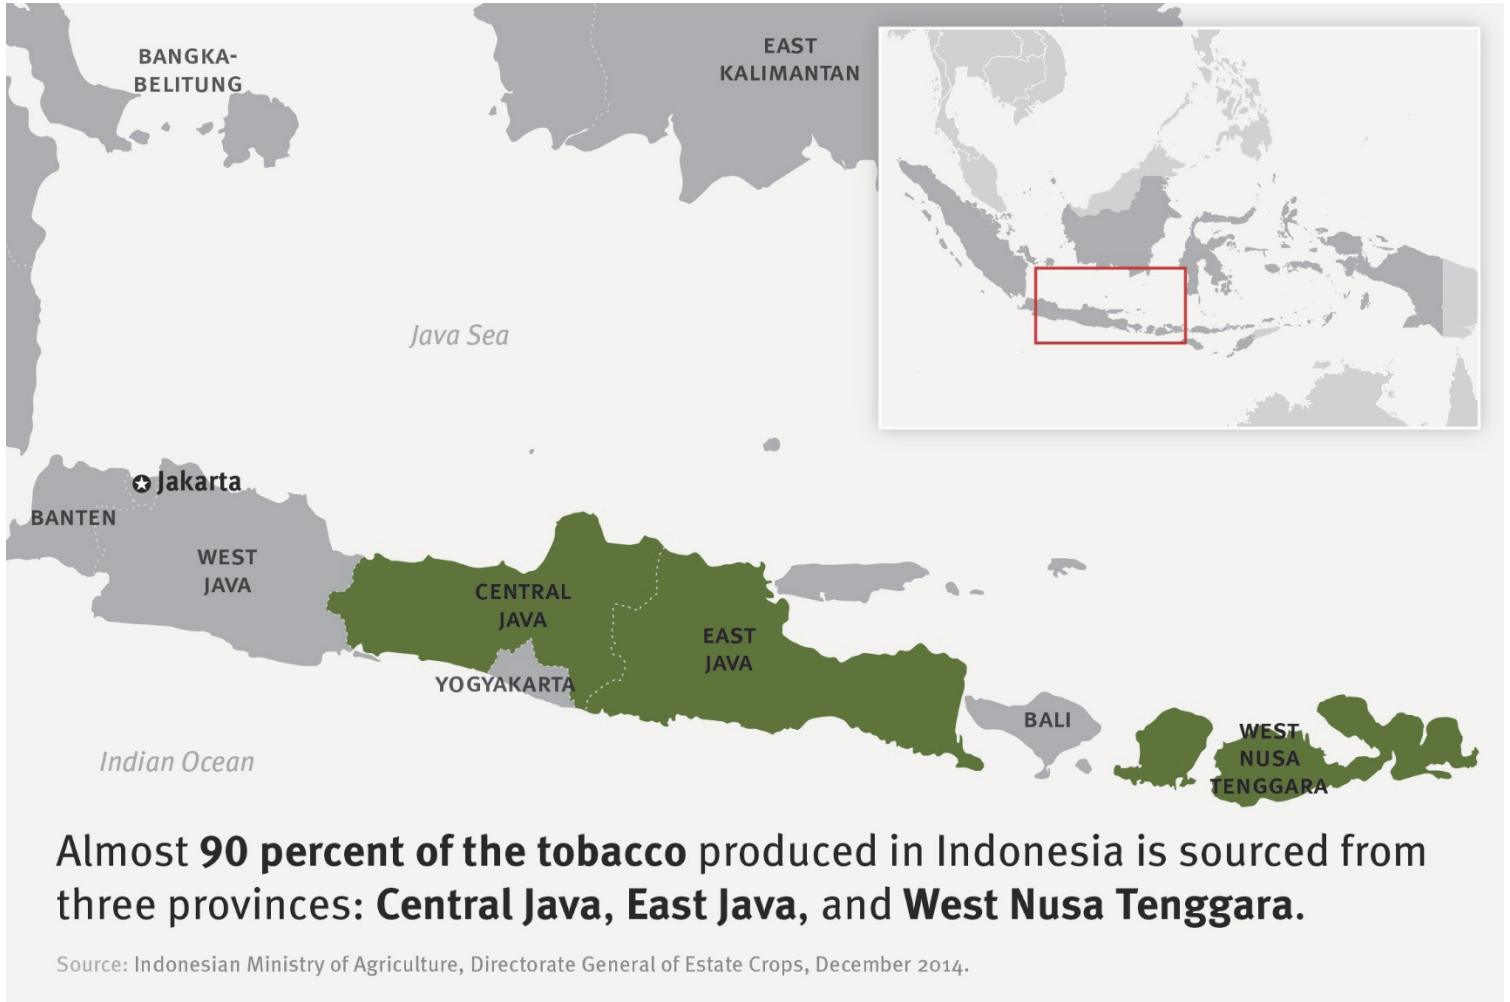 BANGKA-
BELITUNG
EAST
KALIMANTAN
Java Sea
Jakarta
BANTEN
WEST
JAVA
CENTRAL
JAVA
EAST
JAVA
YOGYAKARTA
BALI
WEST
NUSA
TENGGARA
Indian Ocean
Almost 90 percent of the tobacco produced in Indonesia is sourced from
three provinces: Central Java, East Java, and West Nusa Tenggara.
Source: Indonesian Ministry of Agriculture, Directorate General of Estate Crops, December 2014.